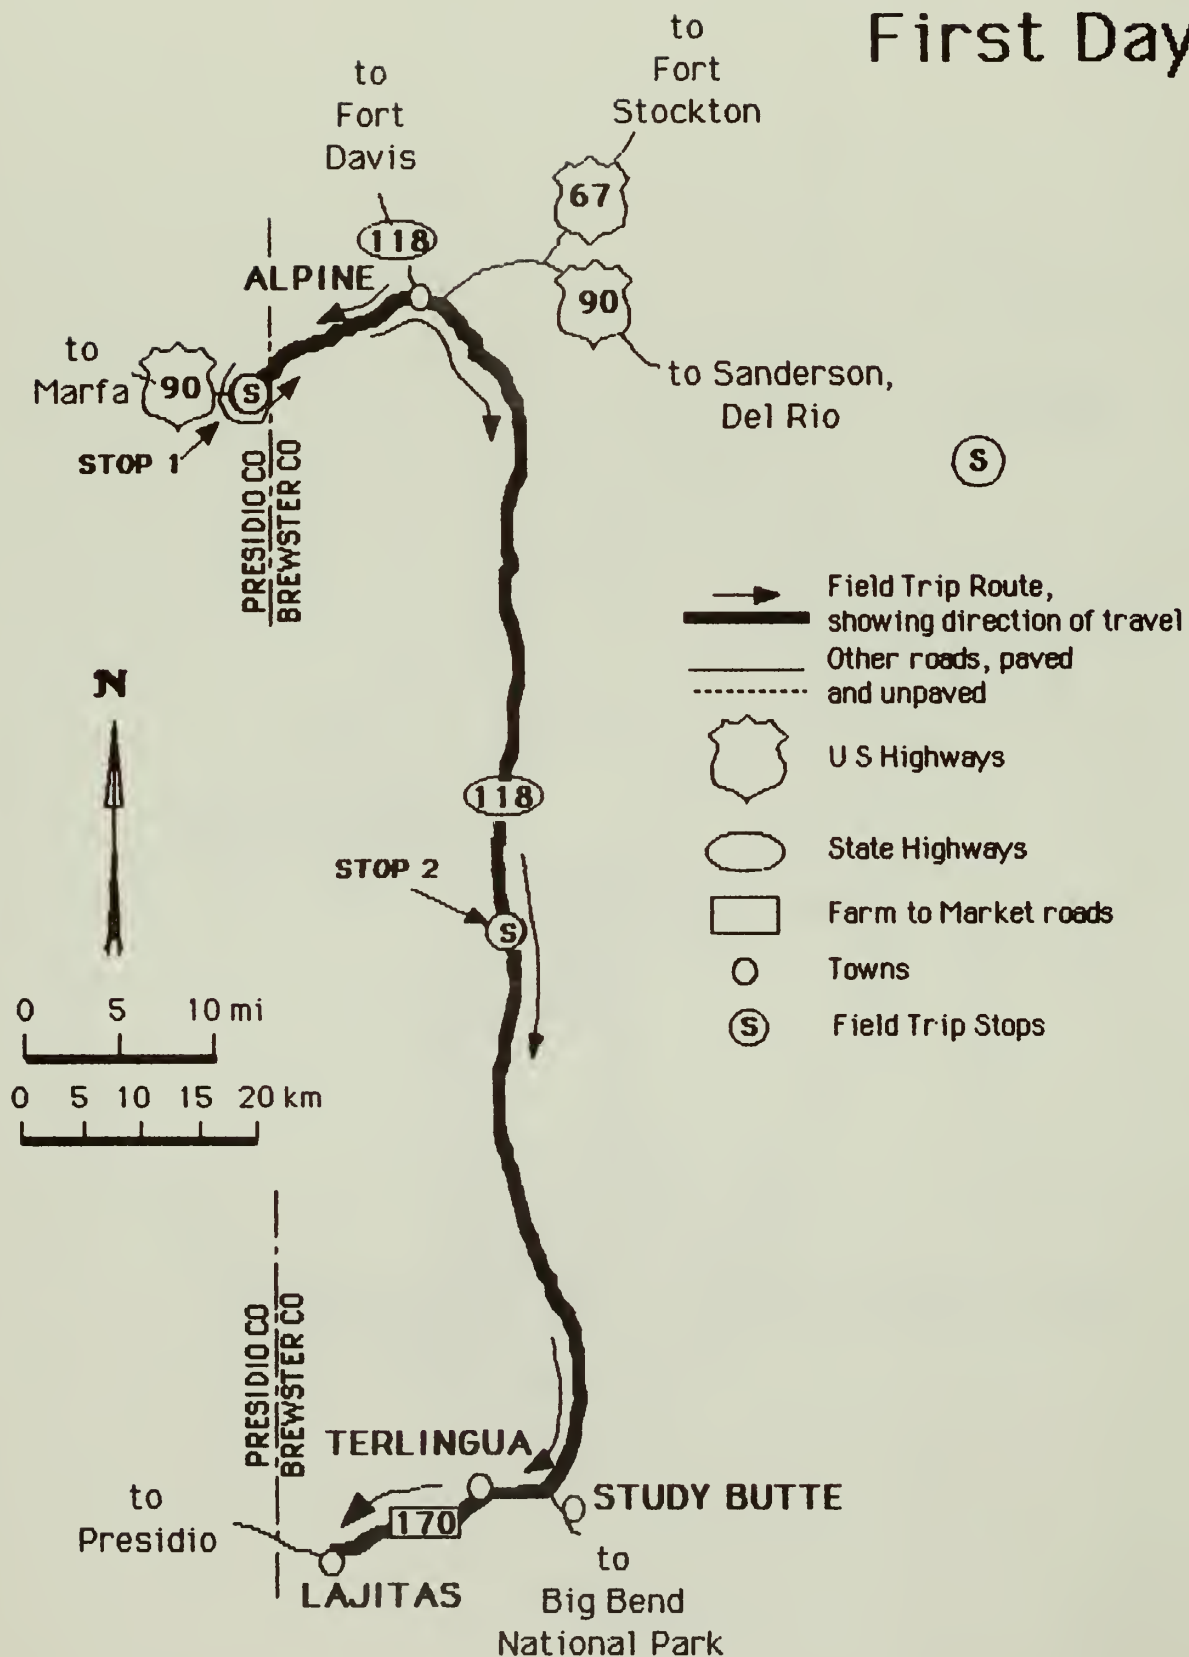 First Day
to
Fort
Stockton
to
Fort
Davis
67
118
ALPINE
90
to
Marfa
90
S
to Sanderson,
Del Rio
STOP 1
PRESIDIO CO
BREWSTER CO
S
Field Trip Route,
showing direction of travel
Other roads, paved
and unpaved
U S Highways
State Highways
Farm to Market roads
Towns
S
Field Trip Stops
N
118
STOP 2
S
0 5 10 mi
0 5 10 15 20 km
PRESIDIO CO
BREWSTER CO
TERLINGUA
STUDY BUTTE
to
Presidio
170
LAJITAS
to
Big Bend
National Park